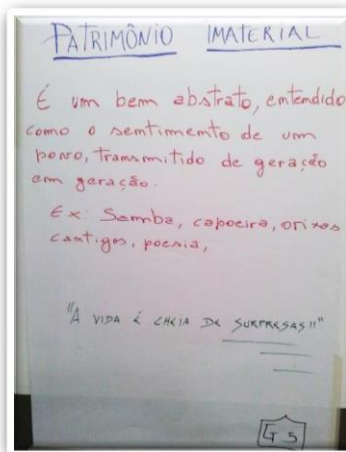 PATRIMÔNIO IMATERIAL
É um bem abstrato, entendido
como o sentimento de um
povo, transmitido de geração
em geração.
Ex: Samba, capoeira, orixas
cantigos, poesia,
"A VIDA É CHEIA DE SURPRESAS!!"
G5